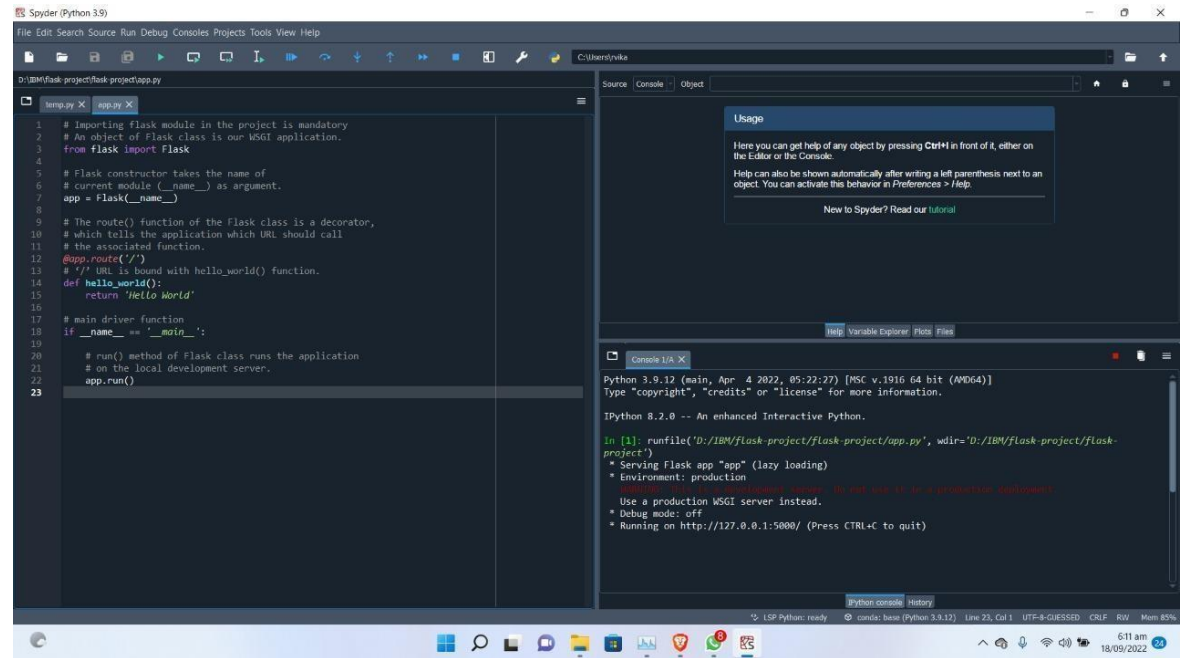 Spyder (Python 3.9)
File Edit Search Source Run Debug Consoles Projects Tools View Help
C:\Users\rvika
D:\IBM\flask-project\flask-project\app.py
temp.py
app.py
1 # Importing flask module in the project is mandatory
2 # An object of Flask class is our WSGI application.
3 from flask import Flask
4
5 # Flask constructor takes the name of
6 # current module (__name__) as argument.
7 app = Flask(__name__)
8
9 # The route() function of the Flask class is a decorator,
10 # which tells the application which URL should call
11 # the associated function.
12 @app.route('/')
13 # ‘/’ URL is bound with hello_world() function.
14 def hello_world():
15 return 'Hello World'
16
17 # main driver function
18 if __name__ == '__main__':
19
20 # run() method of Flask class runs the application
21 # on the local development server.
22 app.run()
23
Source Console Object
Usage
Here you can get help of any object by pressing Ctrl+I in front of it, either on
the Editor or the Console.
Help can also be shown automatically after writing a left parenthesis next to an
object. You can activate this behavior in Preferences > Help.
New to Spyder? Read our tutorial
Help Variable Explorer Plots Files
Console 1/A
Python 3.9.12 (main, Apr 4 2022, 05:22:27) [MSC v.1916 64 bit (AMD64)]
Type "copyright", "credits" or "license" for more information.
IPython 8.2.0 -- An enhanced Interactive Python.
In [1]: runfile('D:/IBM/flask-project/flask-project/app.py', wdir='D:/IBM/flask-project/flask-
project')
* Serving Flask app "app" (lazy loading)
* Environment: production
WARNING: This is a development server. Do not use it in a production deployment.
Use a production WSGI server instead.
* Debug mode: off
* Running on http://127.0.0.1:5000/ (Press CTRL+C to quit)
IPython console History
LSP Python: ready conda: base (Python 3.9.12) Line 23, Col 1 UTF-8-GUESSED CRLF RW Mem 85%
8
6:11 am
18/09/2022
24